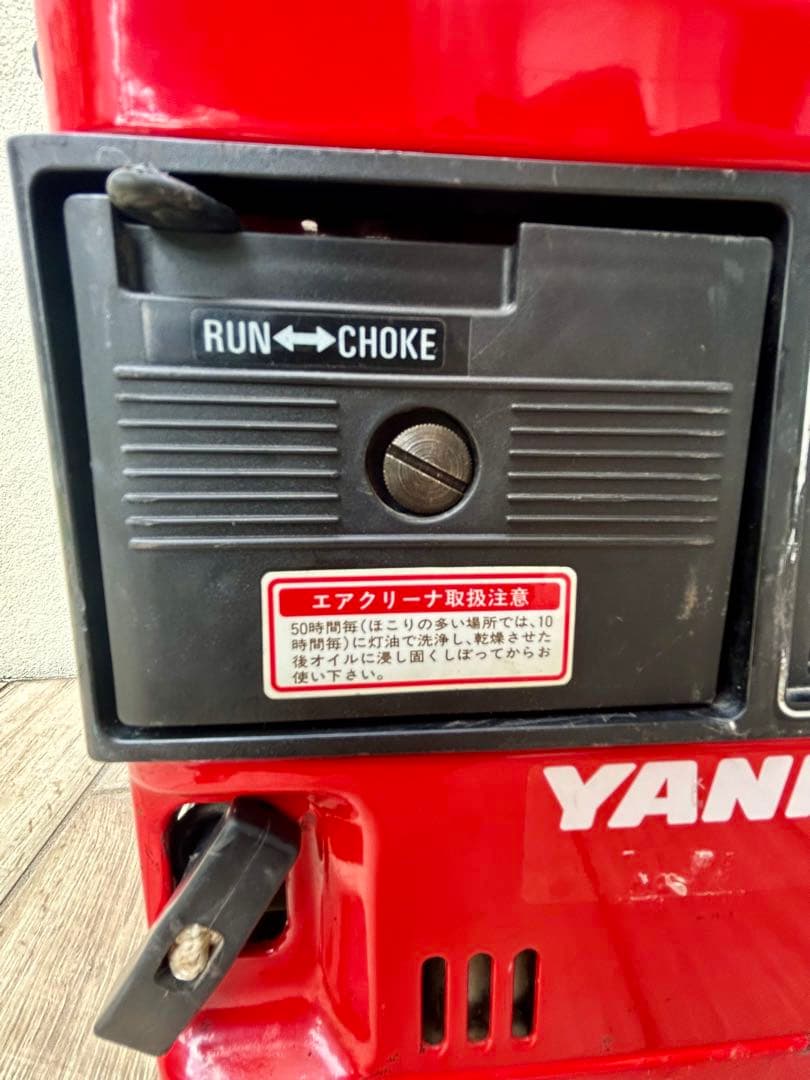 RUN↔CHOKE
エアクリーナ取扱注意
50時間毎(ほこりの多い場所では、10
時間毎)に灯油で洗浄し、乾燥させた
後オイルに浸し固くしぼってからお
使い下さい。
YAN